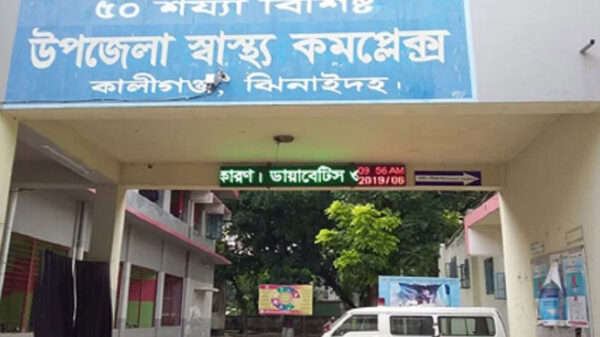 ৫০ শয্যা বিশিষ্ট
উপজেলা স্বাস্থ্য কমপ্লেক্স
কালীগঞ্জ, ঝিনাইদহ।
কারণ। ডায়াবেটিস ও
09:56 AM
2019/06